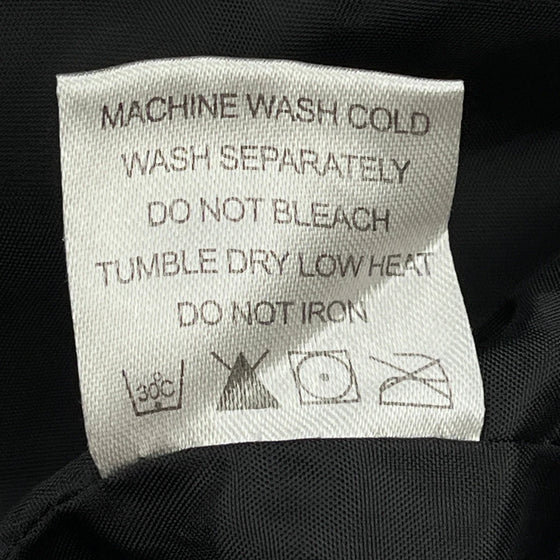 MACHINE WASH COLD
WASH SEPARATELY
DO NOT BLEACH
TUMBLE DRY LOW HEAT
DO NOT IRON
30°C